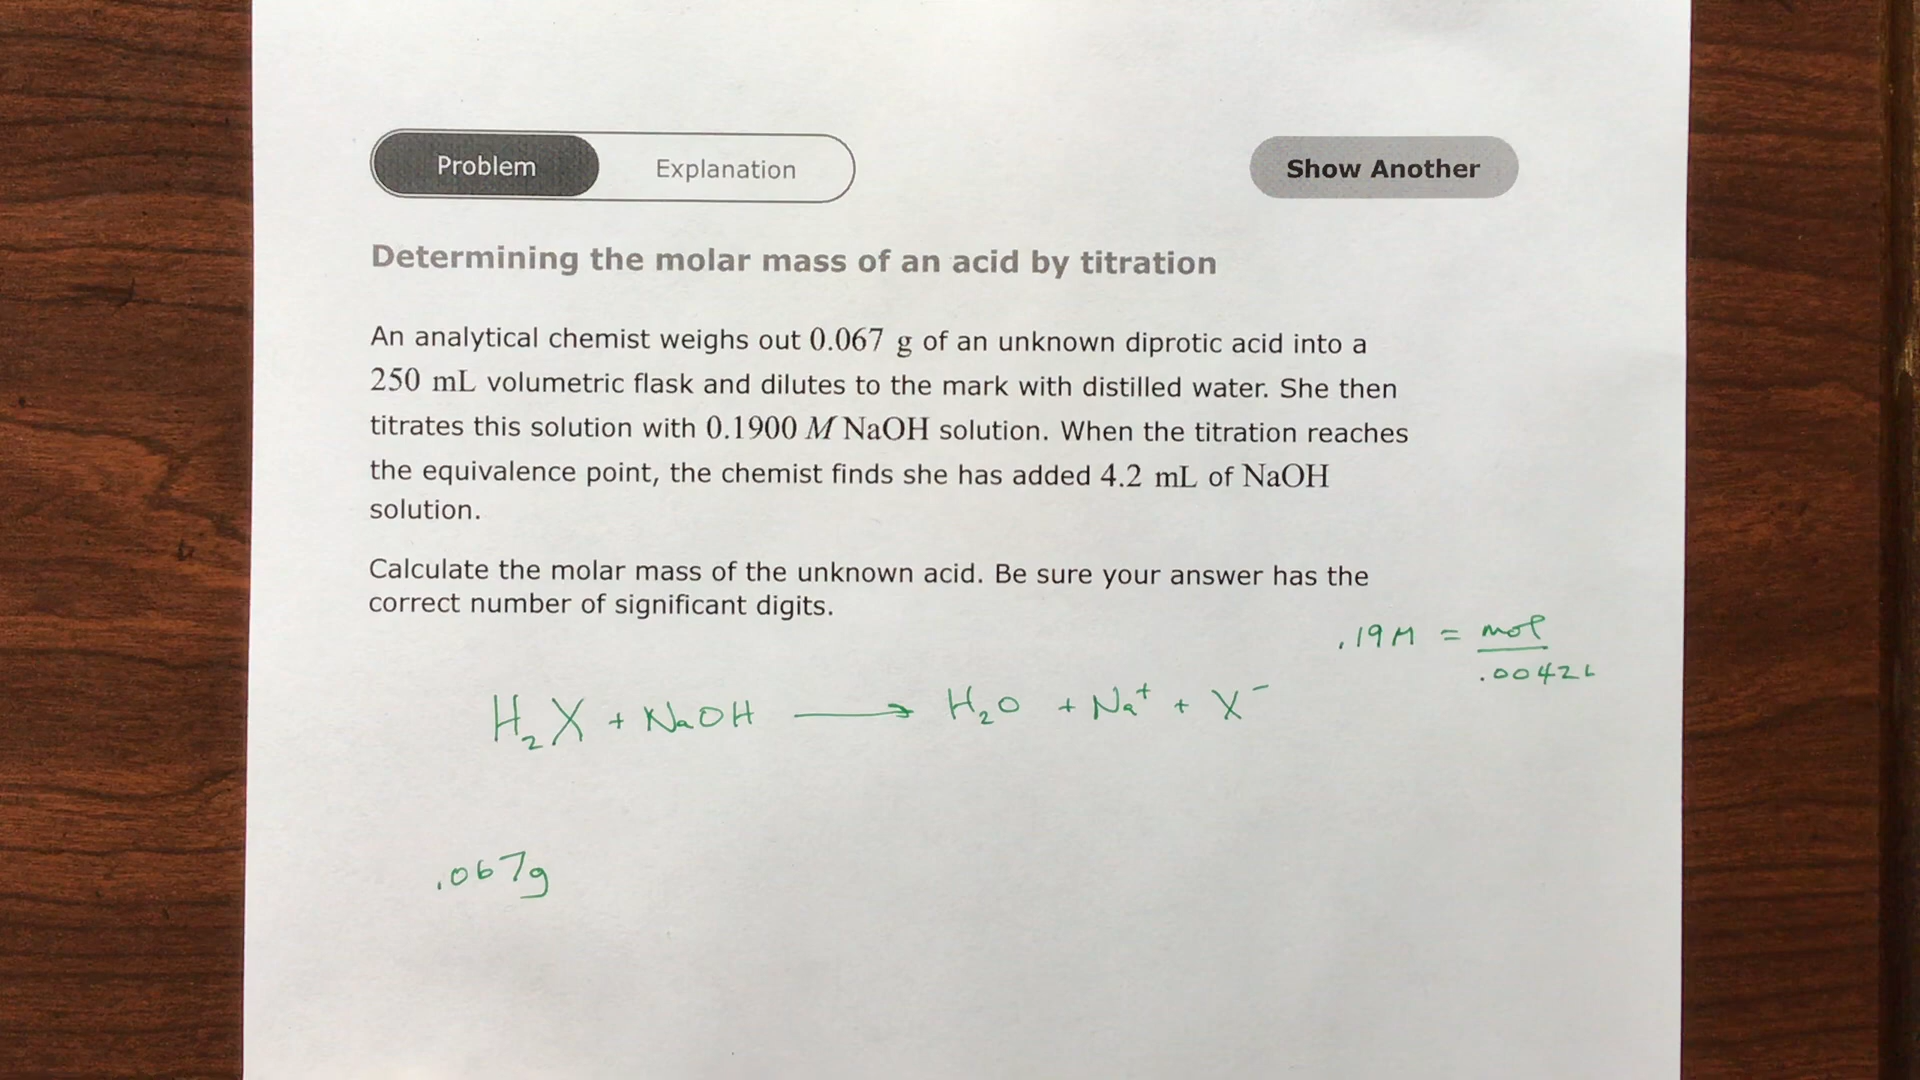 Problem Explanation Show Another
Determining the molar mass of an acid by titration
An analytical chemist weighs out 0.067 g of an unknown diprotic acid into a
250 mL volumetric flask and dilutes to the mark with distilled water. She then
titrates this solution with 0.1900 M NaOH solution. When the titration reaches
the equivalence point, the chemist finds she has added 4.2 mL of NaOH
solution.
Calculate the molar mass of the unknown acid. Be sure your answer has the
correct number of significant digits.
.19M = mol / .0042L
H₂X + NaOH → H₂O + Na⁺ + X⁻
.067g